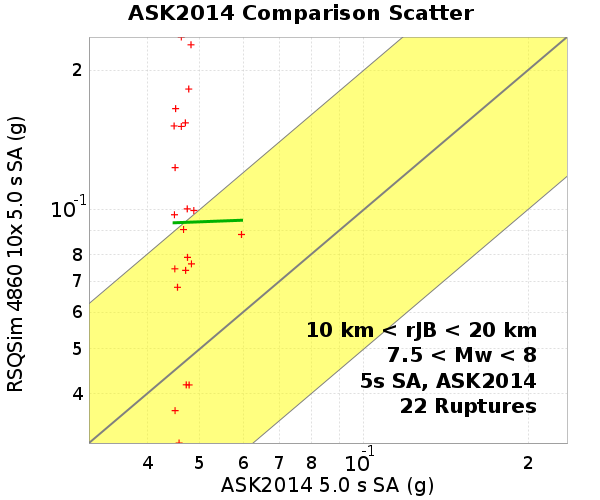 ASK2014 Comparison Scatter
RSQSim 4860 10x 5.0 s SA (g)
2
10-1
8
7
6
5
4
10 km < rJB < 20 km
7.5 < Mw < 8
5s SA, ASK2014
22 Ruptures
4 5 6 7 8 10-1 2
ASK2014 5.0 s SA (g)